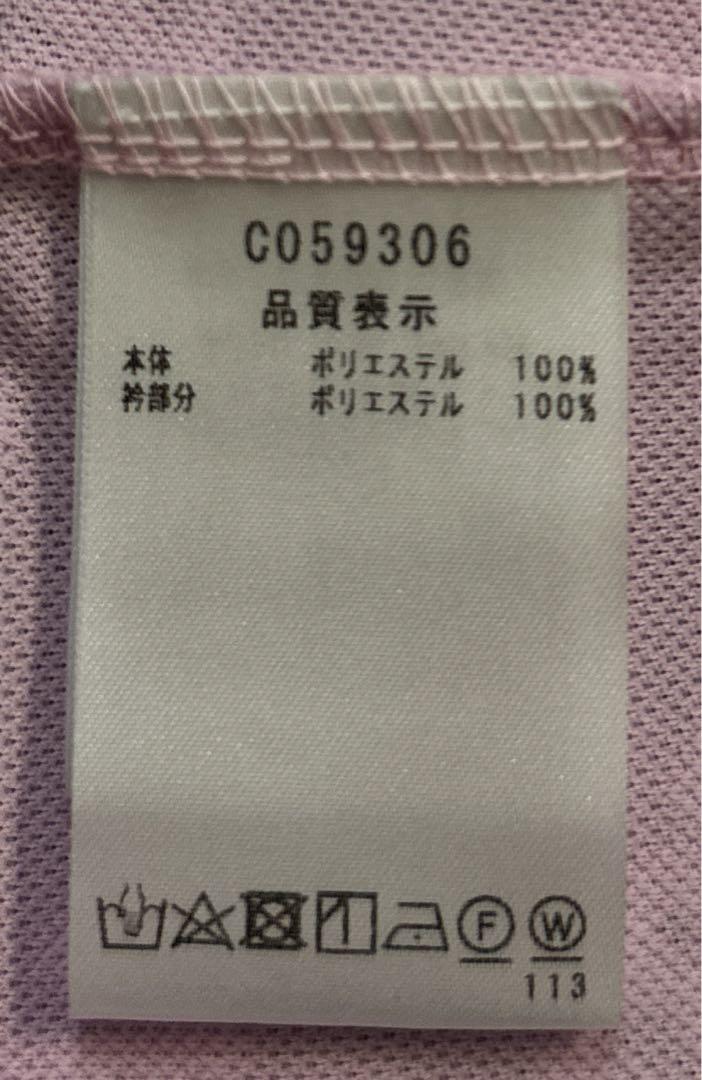 C059306
品質表示
本体 ポリエステル 100%
衿部分 ポリエステル 100%
F W
113